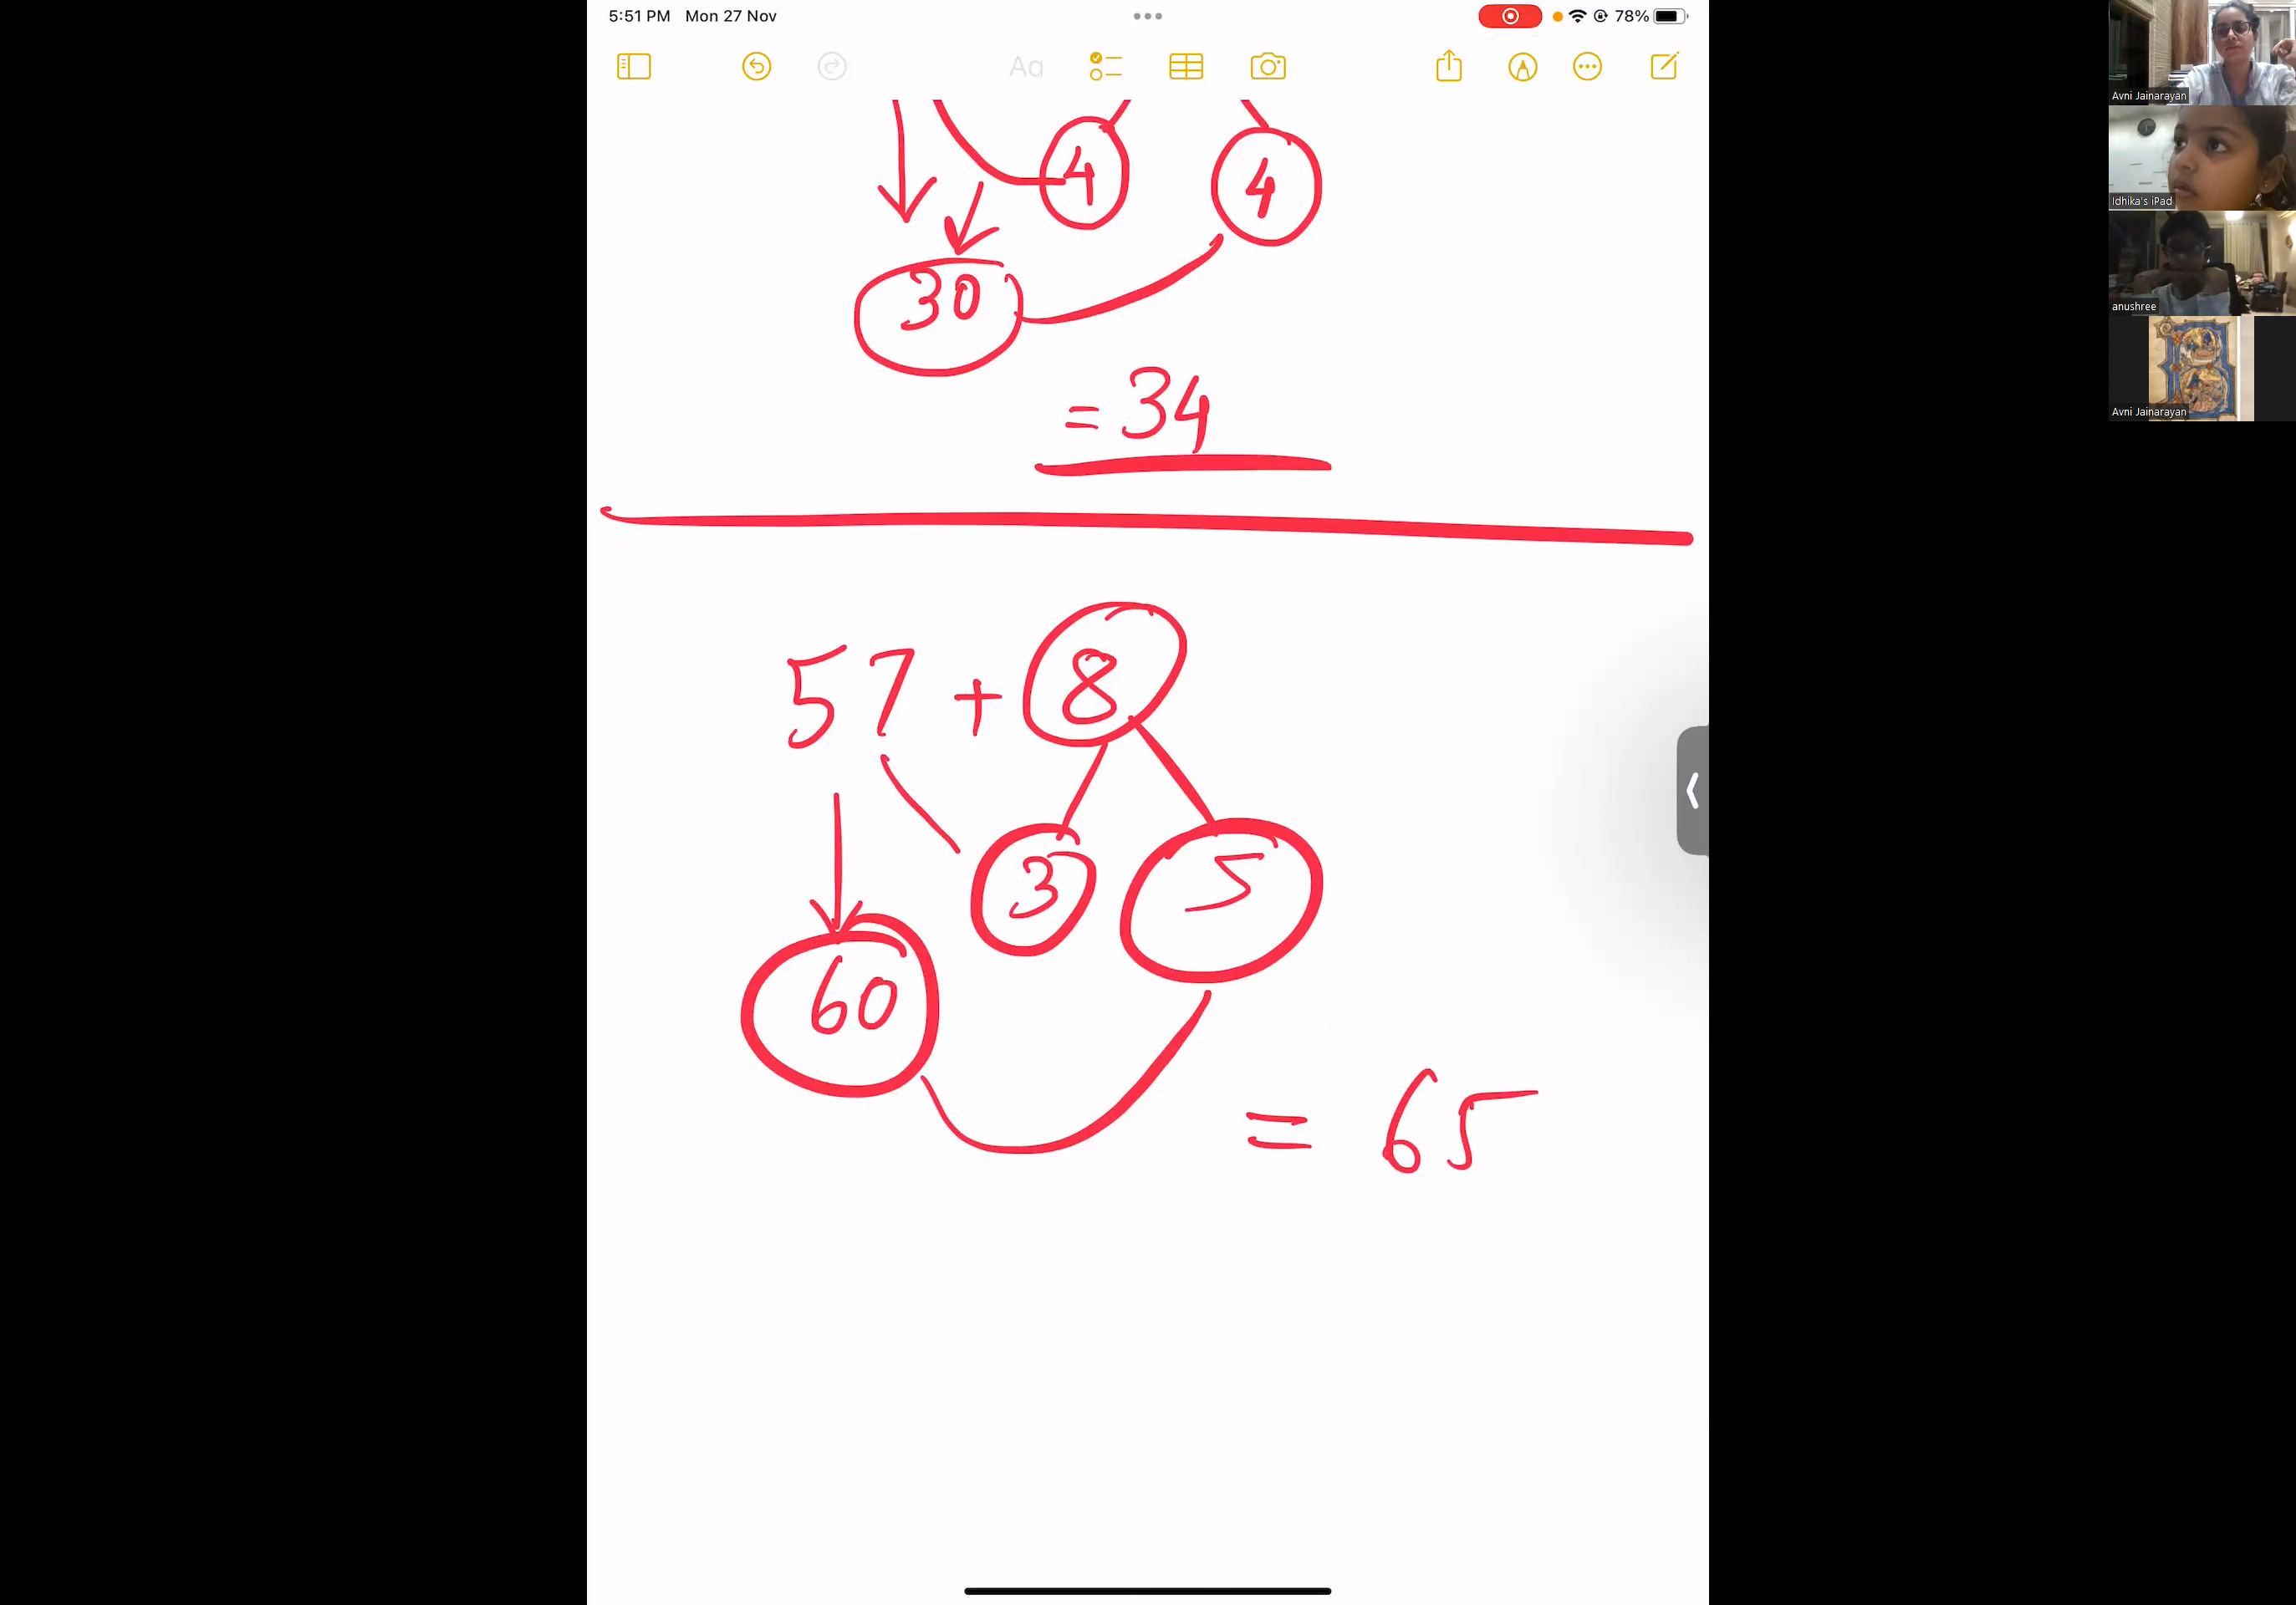 5:51 PM Mon 27 Nov
78%
Aa
4 4
30
= 34
57 + 8
3 5
60
= 65
Avni Jainarayan
Idhika's iPad
anushree
Avni Jainarayan